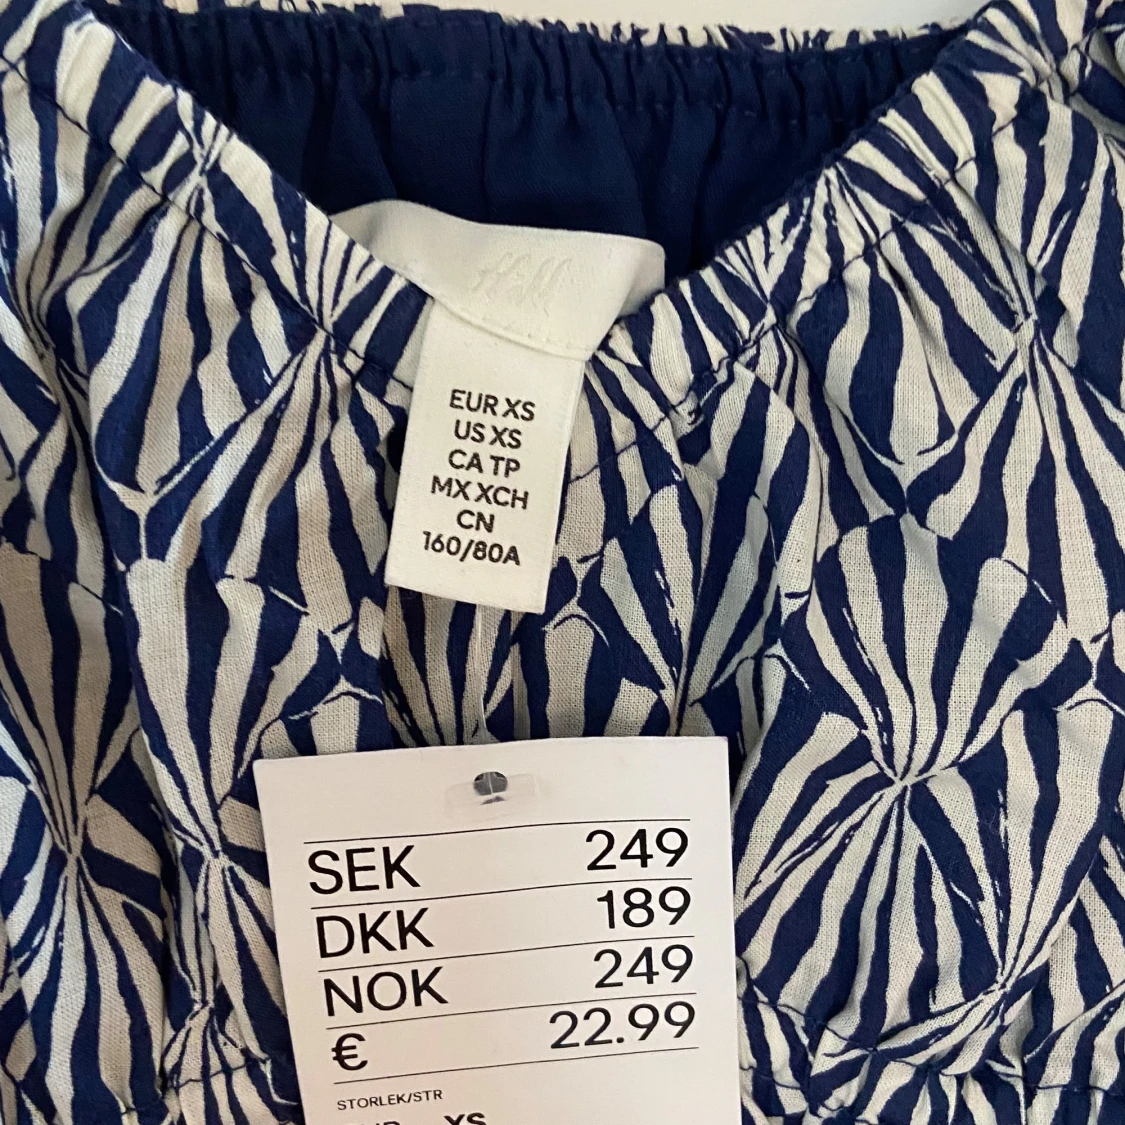 H&M
EUR XS
US XS
CA TP
MX XCH
CN
160/80A
SEK 249
DKK 189
NOK 249
€ 22.99
STORLEK/STR
XS